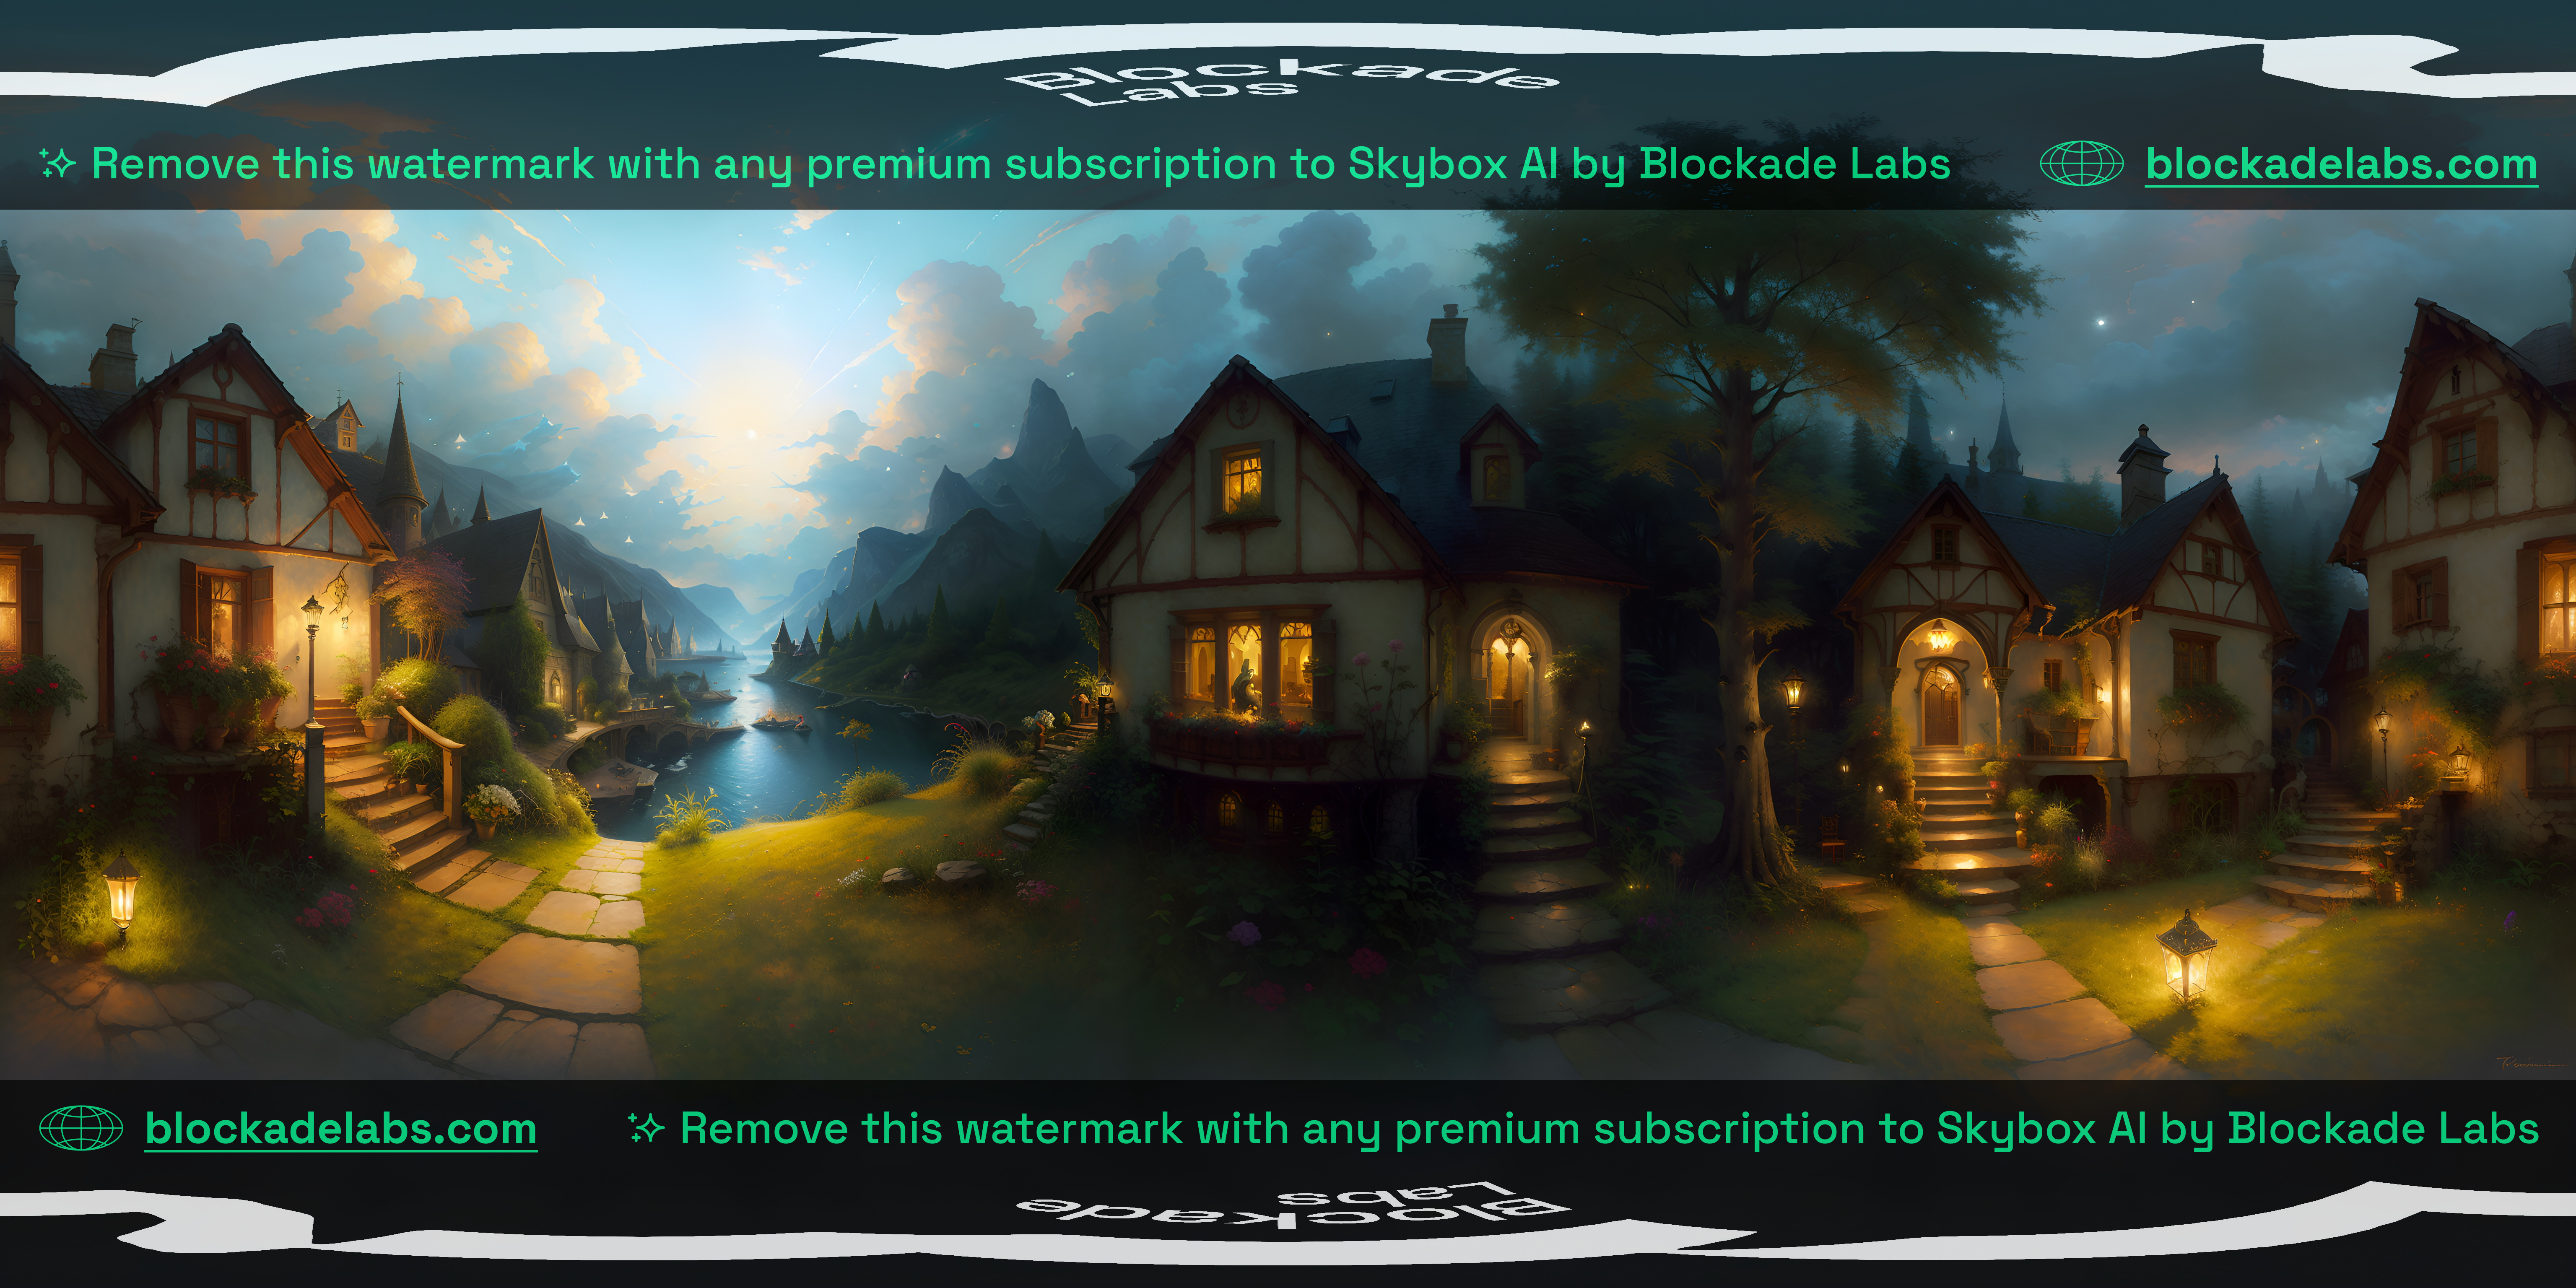 Blockade
Labs
Remove this watermark with any premium subscription to Skybox AI by Blockade Labs
blockadelabs.com
blockadelabs.com
Remove this watermark with any premium subscription to Skybox AI by Blockade Labs
Labs
Blockade